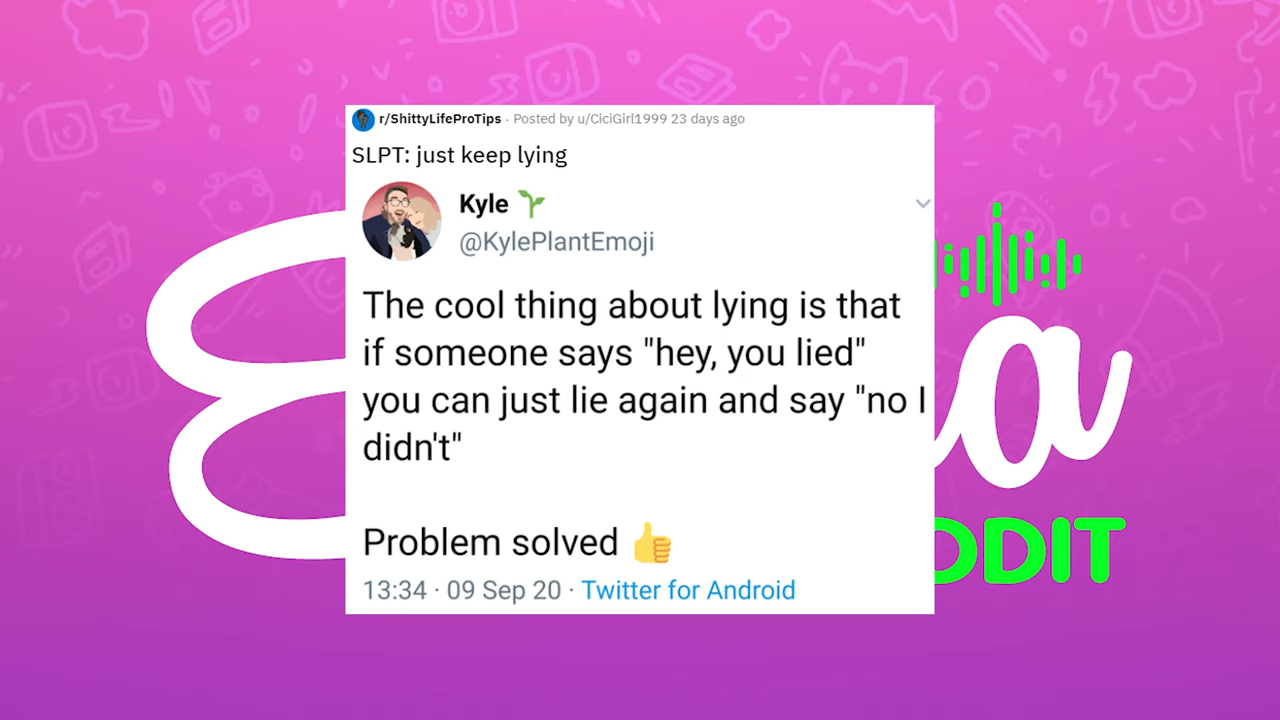 r/ShittyLifeProTips · Posted by u/CiciGirl1999 23 days ago
SLPT: just keep lying
Kyle 🌱
@KylePlantEmoji
The cool thing about lying is that
if someone says "hey, you lied"
you can just lie again and say "no I
didn't"
Problem solved 👍
13:34 · 09 Sep 20 · Twitter for Android